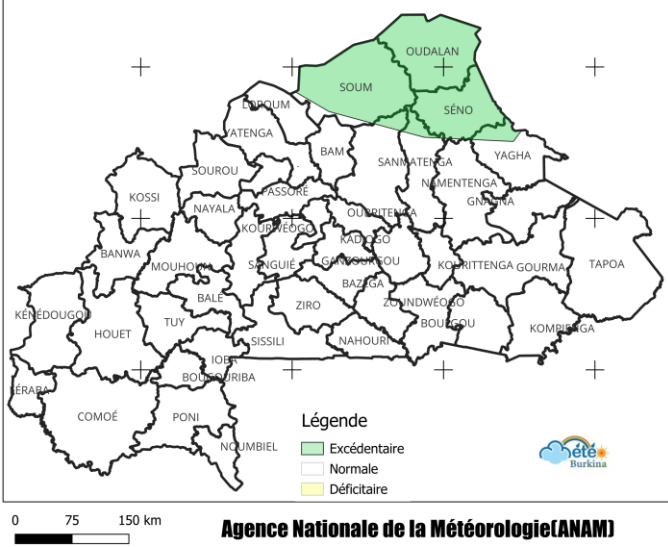 OUDALAN
SOUM
SÉNO
LOROUM
YATENGA
BAM
SANMATENGA
YAGHA
SOUROU
NAMENTENGA
KOSSI
PASSORÉ
GNAGNA
NAYALA
OUBRITENGA
KOURWEOGO
KADIOGO
BANWA
MOUHOUN
SANGUIÉ
GANZOURGOU
KOURITTENGA
GOURMA
TAPOA
BAZEGA
BALÉ
ZIRO
ZOUNDWÉOGO
KÉNÉDOUGOU
HOUET
TUY
BOULGOU
KOMPIENGA
SISSILI
NAHOURI
IOBA
BOUGOURIBA
LÉRABA
COMOÉ
PONI
NOUMBIEL
Légende
Excédentaire
Normale
Déficitaire
Météo
Burkina
0 75 150 km
Agence Nationale de la Météorologie(ANAM)